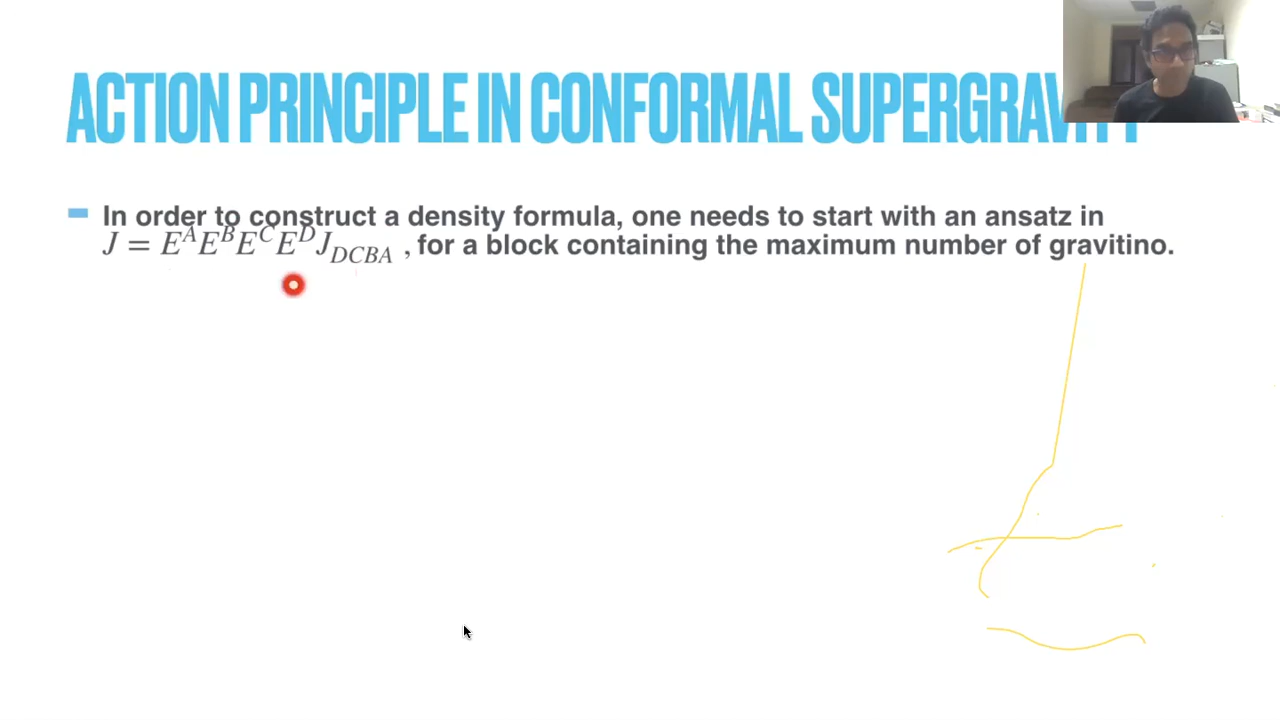 ACTION PRINCIPLE IN CONFORMAL SUPERGRAVITY
In order to construct a density formula, one needs to start with an ansatz in
J = E^A E^B E^C E^D J_{DCBA} , for a block containing the maximum number of gravitino.